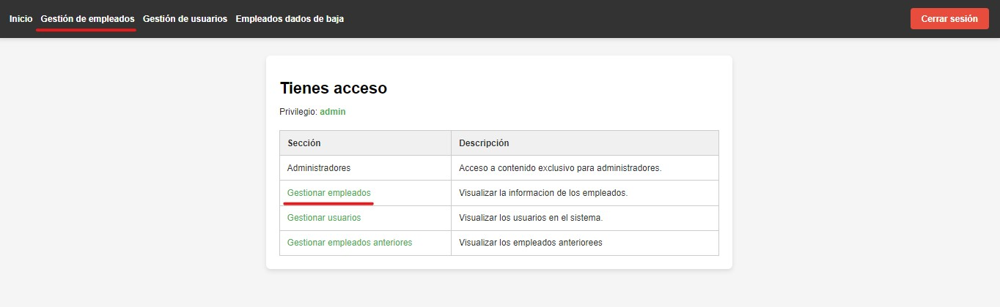 Inicio Gestión de empleados Gestión de usuarios Empleados dados de baja Cerrar sesión
Tienes acceso
Privilegio: admin
Sección Descripción
Administradores Acceso a contenido exclusivo para administradores.
Gestionar empleados Visualizar la informacion de los empleados.
Gestionar usuarios Visualizar los usuarios en el sistema.
Gestionar empleados anteriores Visualizar los empleados anteriorees